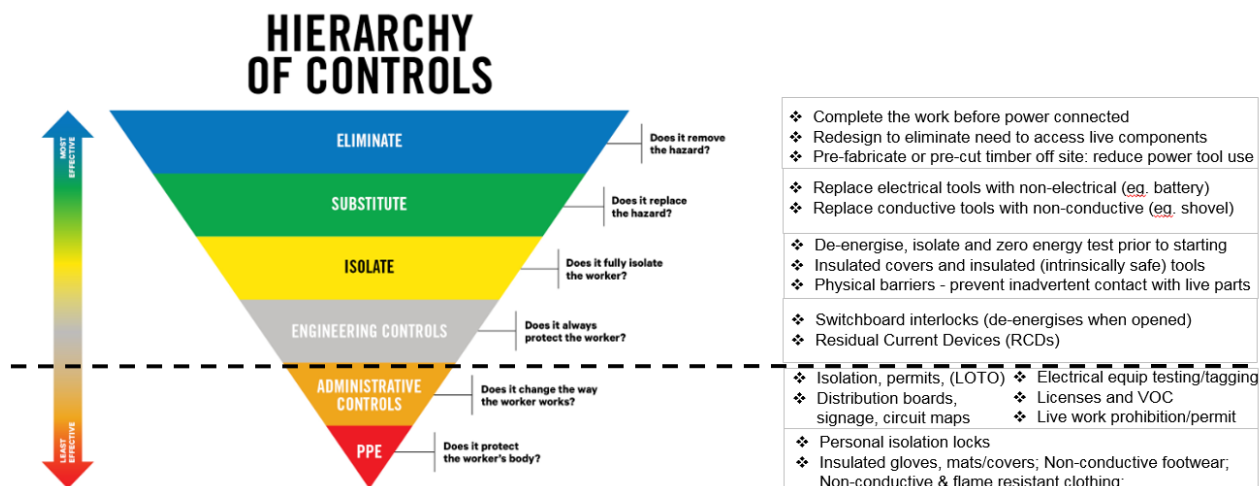 HIERARCHY
OF CONTROLS
MOST
EFFECTIVE
LEAST
EFFECTIVE
ELIMINATE
Does it remove
the hazard?
❖ Complete the work before power connected
❖ Redesign to eliminate need to access live components
❖ Pre-fabricate or pre-cut timber off site: reduce power tool use
SUBSTITUTE
Does it replace
the hazard?
❖ Replace electrical tools with non-electrical (eg. battery)
❖ Replace conductive tools with non-conductive (eg. shovel)
ISOLATE
Does it fully isolate
the worker?
❖ De-energise, isolate and zero energy test prior to starting
❖ Insulated covers and insulated (intrinsically safe) tools
❖ Physical barriers - prevent inadvertent contact with live parts
ENGINEERING CONTROLS
Does it always
protect the worker?
❖ Switchboard interlocks (de-energises when opened)
❖ Residual Current Devices (RCDs)
ADMINISTRATIVE
CONTROLS
Does it change the way
the worker works?
❖ Isolation, permits, (LOTO)
❖ Distribution boards,
signage, circuit maps
❖ Electrical equip testing/tagging
❖ Licenses and VOC
❖ Live work prohibition/permit
PPE
Does it protect
the worker's body?
❖ Personal isolation locks
❖ Insulated gloves, mats/covers; Non-conductive footwear;
Non-conductive & flame resistant clothing;